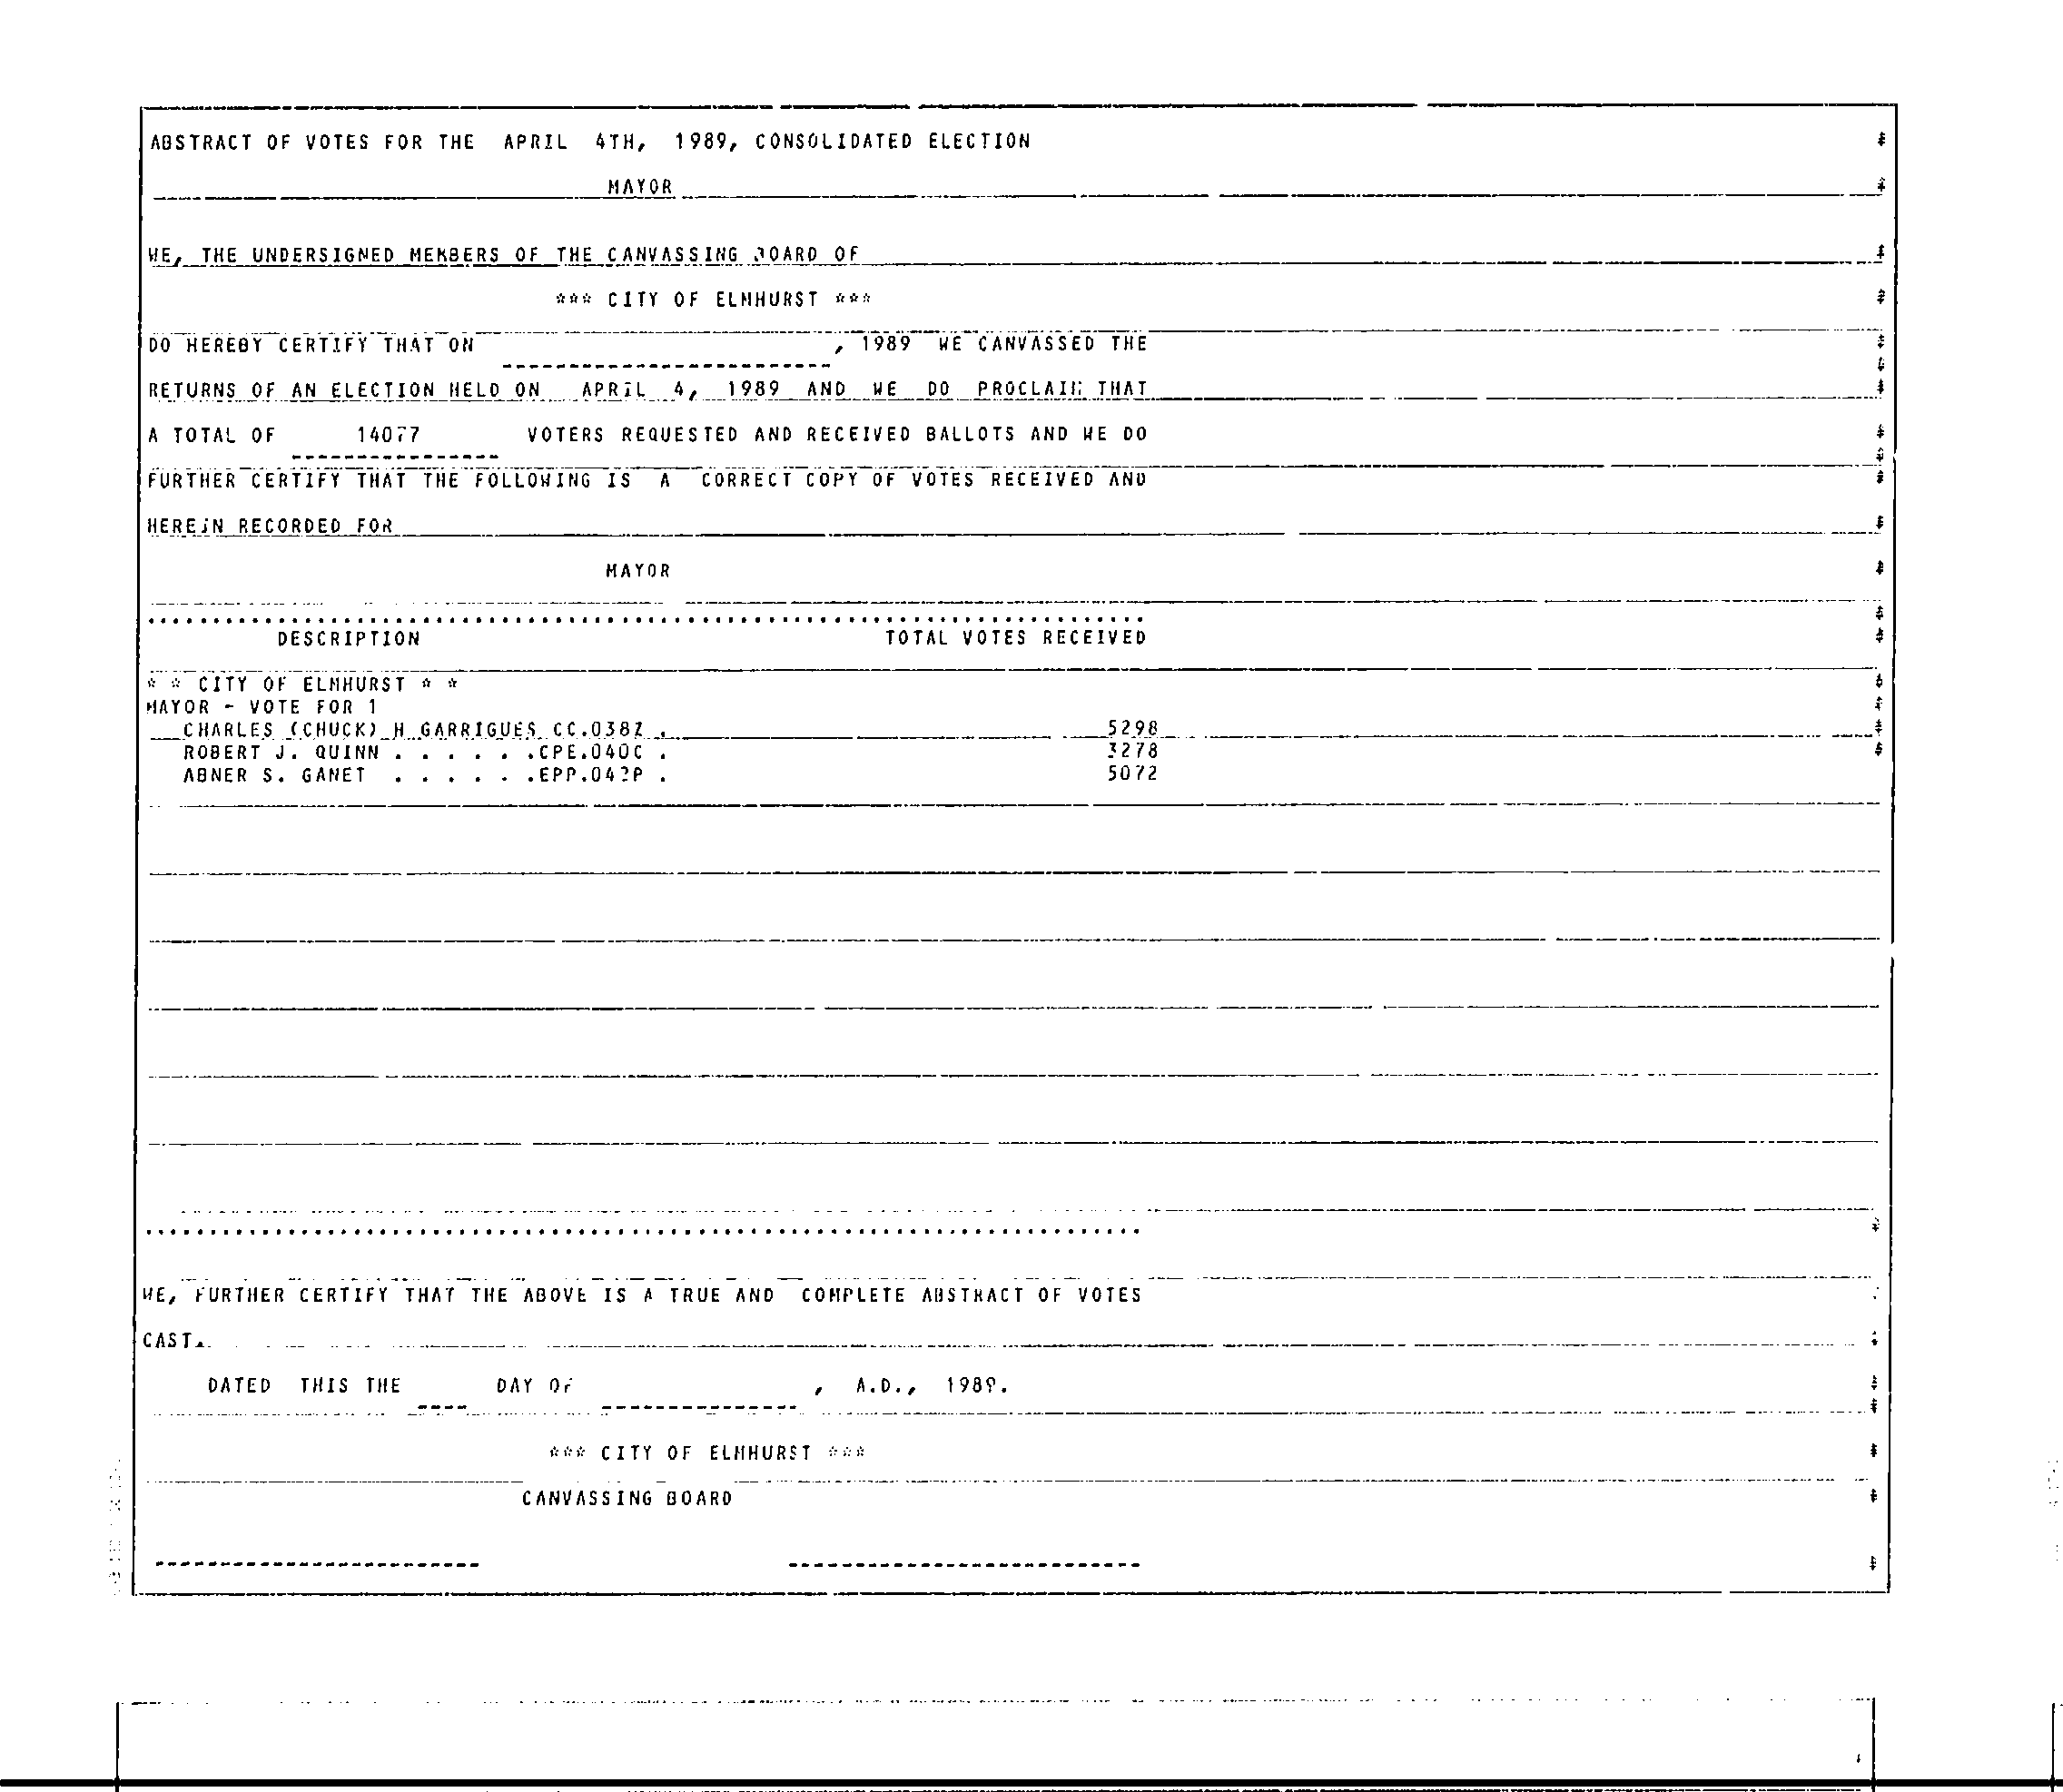 ABSTRACT OF VOTES FOR THE APRIL 4TH, 1989, CONSOLIDATED ELECTION
MAYOR
WE, THE UNDERSIGNED MEMBERS OF THE CANVASSING BOARD OF
*** CITY OF ELMHURST ***
DO HEREBY CERTIFY THAT ON , 1989 WE CANVASSED THE
RETURNS OF AN ELECTION HELD ON APRIL 4, 1989 AND WE DO PROCLAIM THAT
A TOTAL OF 14077 VOTERS REQUESTED AND RECEIVED BALLOTS AND WE DO
FURTHER CERTIFY THAT THE FOLLOWING IS A CORRECT COPY OF VOTES RECEIVED AND
HEREIN RECORDED FOR
MAYOR
DESCRIPTION TOTAL VOTES RECEIVED
* * CITY OF ELMHURST * *
MAYOR - VOTE FOR 1
CHARLES (CHUCK) H GARRIGUES CC.038Z . 5298
ROBERT J. QUINN . . . . . .CPE.040C . 3278
ABNER S. GANET . . . . . .EPP. . 5072
WE, FURTHER CERTIFY THAT THE ABOVE IS A TRUE AND COMPLETE ABSTRACT OF VOTES
CAST.
DATED THIS THE DAY OF , A.D., 1989.
*** CITY OF ELMHURST ***
CANVASSING BOARD